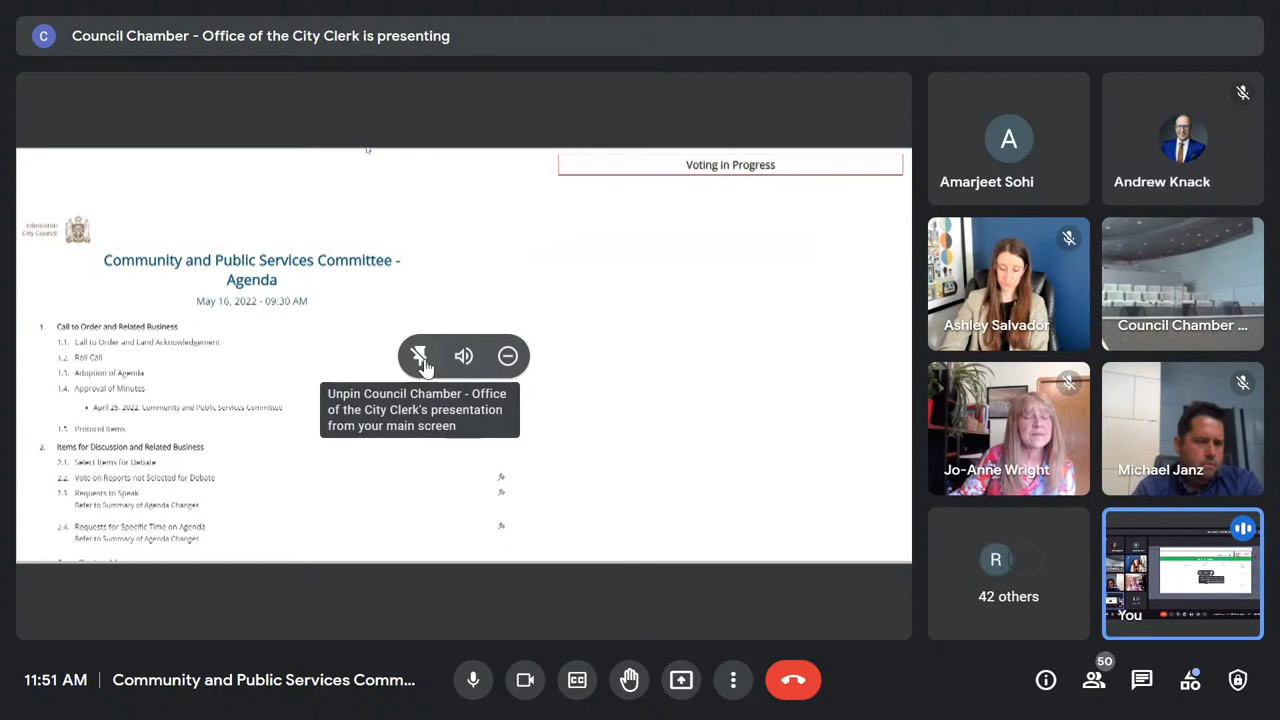 C Council Chamber - Office of the City Clerk is presenting
Voting in Progress
Edmonton
City Council
Community and Public Services Committee -
Agenda
May 16, 2022 - 09:30 AM
1. Call to Order and Related Business
1.1. Call to Order and Land Acknowledgement
1.2. Roll Call
1.3. Adoption of Agenda
1.4. Approval of Minutes
• April 25, 2022, Community and Public Services Committee
1.5. Protocol Items
2. Items for Discussion and Related Business
2.1. Select Items for Debate
2.2. Vote on Reports not Selected for Debate
2.3. Requests to Speak
Refer to Summary of Agenda Changes
2.4. Requests for Specific Time on Agenda
Refer to Summary of Agenda Changes
Unpin Council Chamber - Office
of the City Clerk's presentation
from your main screen
A
Amarjeet Sohi
Andrew Knack
Ashley Salvador
Council Chamber ...
Jo-Anne Wright
Michael Janz
R
42 others
You
11:51 AM | Community and Public Services Comm...
50